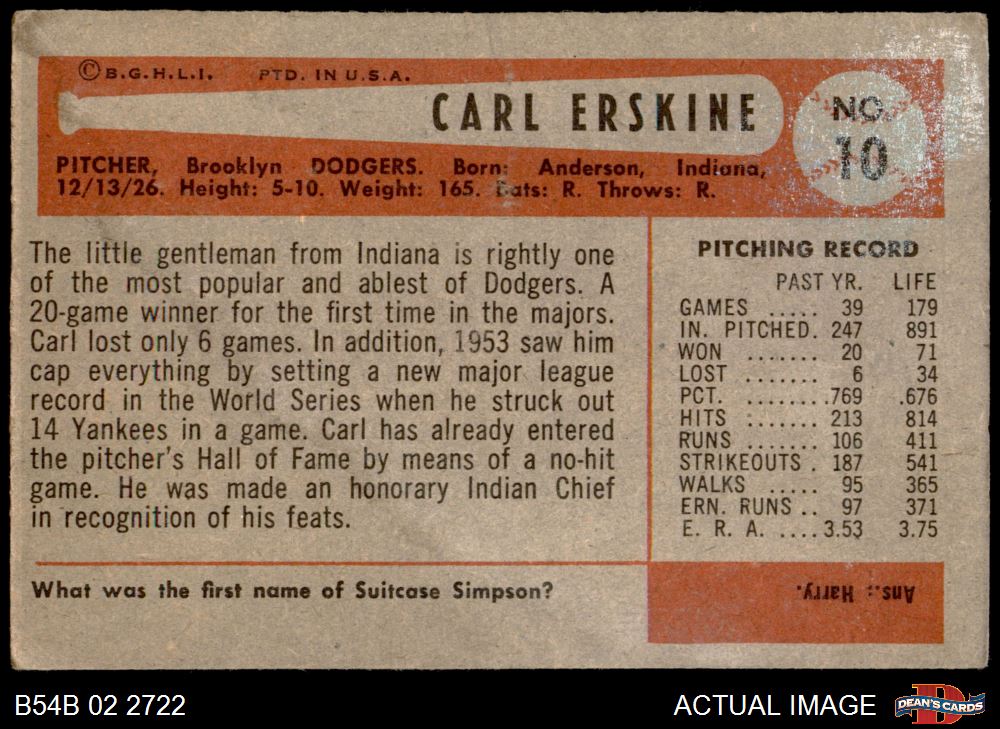 © B.G.H.L.I. PTD. IN U.S.A.
CARL ERSKINE
NO.
10
PITCHER, Brooklyn DODGERS. Born: Anderson, Indiana,
12/13/26. Height: 5-10. Weight: 165. Bats: R. Throws: R.
The little gentleman from Indiana is rightly one
of the most popular and ablest of Dodgers. A
20-game winner for the first time in the majors.
Carl lost only 6 games. In addition, 1953 saw him
cap everything by setting a new major league
record in the World Series when he struck out
14 Yankees in a game. Carl has already entered
the pitcher's Hall of Fame by means of a no-hit
game. He was made an honorary Indian Chief
in recognition of his feats.
PITCHING RECORD
PAST YR. LIFE
GAMES ..... 39 179
IN. PITCHED. 247 891
WON ....... 20 71
LOST ....... 6 34
PCT. ........ .769 .676
HITS ....... 213 814
RUNS ....... 106 411
STRIKEOUTS . 187 541
WALKS ..... 95 365
ERN. RUNS .. 97 371
E. R. A. .... 3.53 3.75
What was the first name of Suitcase Simpson?
Ans.: Harry.
B54B 02 2722
ACTUAL IMAGE
D
DEAN'S CARDS